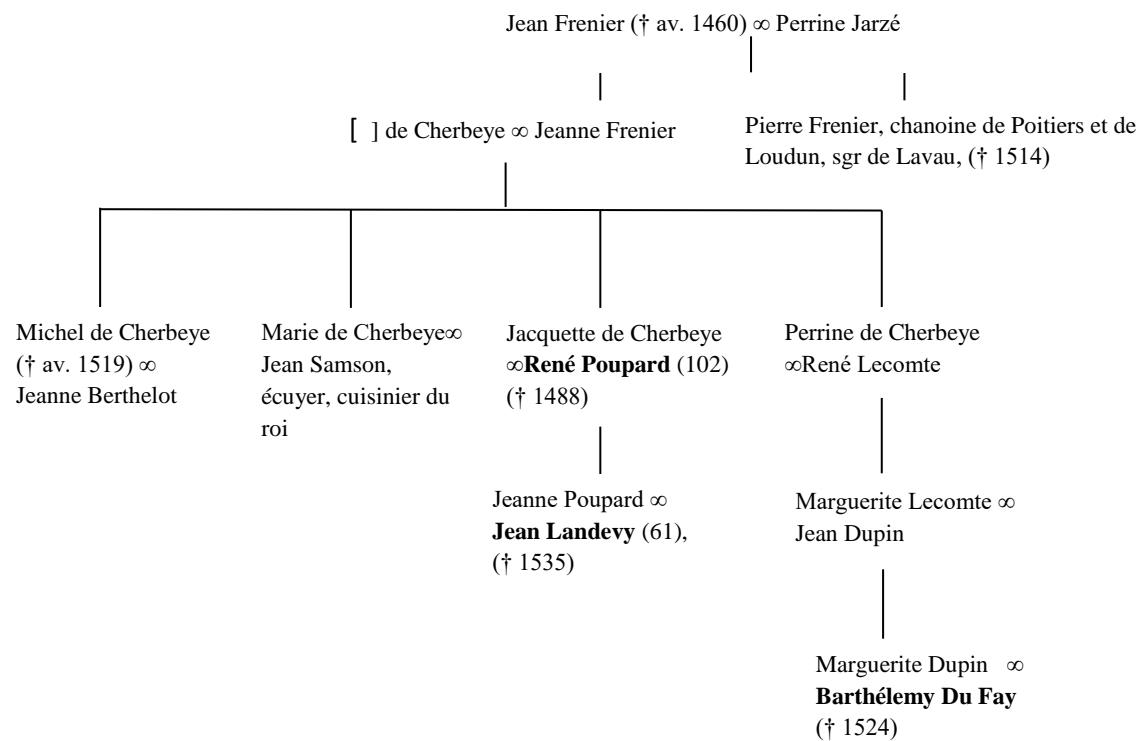 Jean Frenier († av. 1460) ∞ Perrine Jarzé
[ ] de Cherbeye ∞ Jeanne Frenier
Pierre Frenier, chanoine de Poitiers et de
Loudun, sgr de Lavau, († 1514)
Michel de Cherbeye
(† av. 1519) ∞
Jeanne Berthelot
Marie de Cherbeye∞
Jean Samson,
écuyer, cuisinier du
roi
Jacquette de Cherbeye
∞René Poupard (102)
(† 1488)
Perrine de Cherbeye
∞René Lecomte
Jeanne Poupard ∞
Jean Landevy (61),
(† 1535)
Marguerite Lecomte ∞
Jean Dupin
Marguerite Dupin ∞
Barthélemy Du Fay
(† 1524)